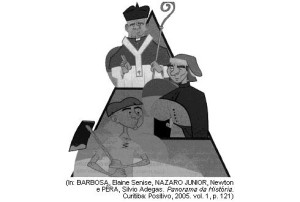 (In: BARBOSA, Elaine Senise, NAZARO JUNIOR, Newton
e PERA, Silvio Adegas. Panorama da História.
Curitiba: Positivo, 2005. vol. 1, p. 121)